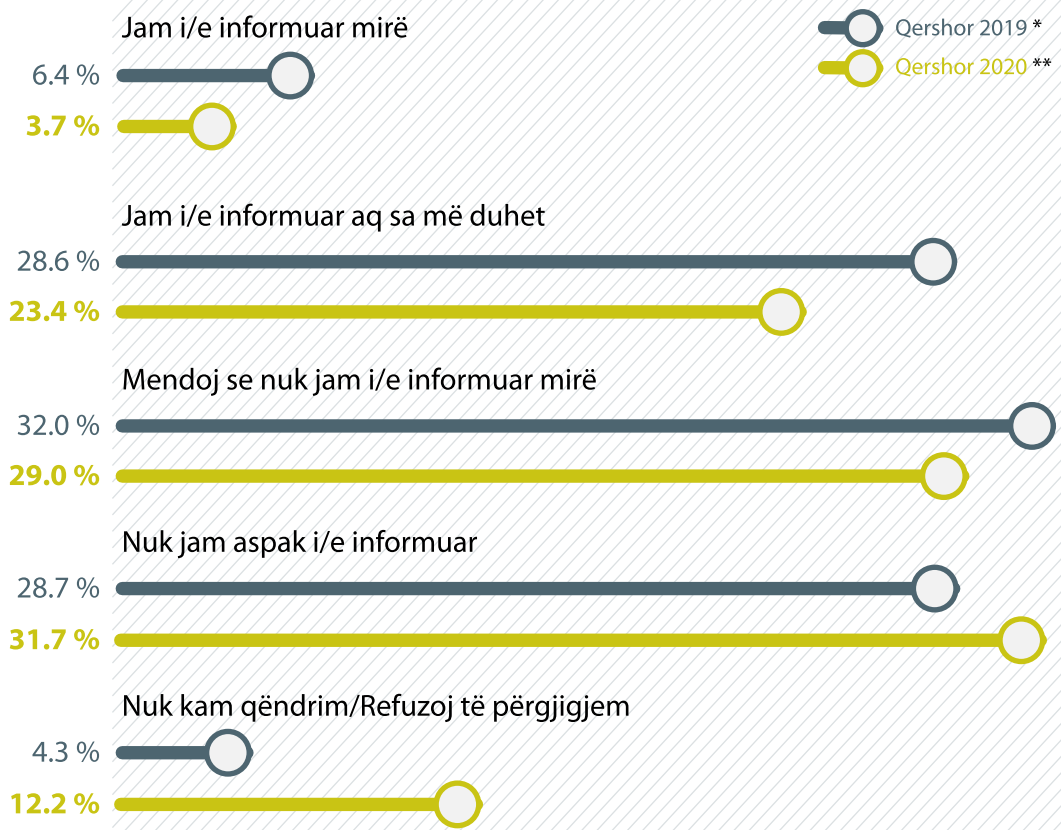 Jam i/e informuar mirë
Qershor 2019 *
Qershor 2020 **
6.4 %
3.7 %
Jam i/e informuar aq sa më duhet
28.6 %
23.4 %
Mendoj se nuk jam i/e informuar mirë
32.0 %
29.0 %
Nuk jam aspak i/e informuar
28.7 %
31.7 %
Nuk kam qëndrim/Refuzoj të përgjigjem
4.3 %
12.2 %